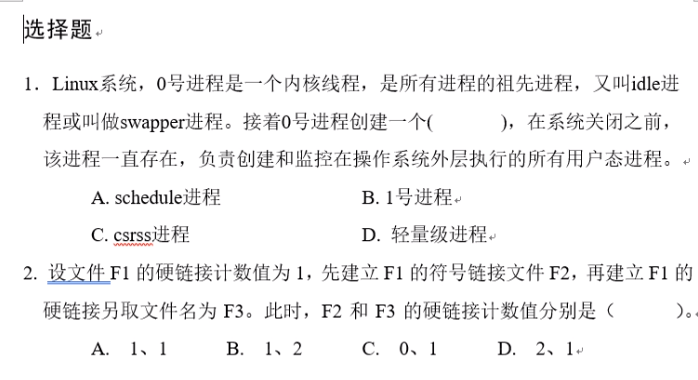 选择题
1. Linux系统，0号进程是一个内核线程，是所有进程的祖先进程，又叫idle进
程或叫做swapper进程。接着0号进程创建一个(        )，在系统关闭之前，
该进程一直存在，负责创建和监控在操作系统外层执行的所有用户态进程。
A. schedule进程    B. 1号进程
C. csrss进程    D. 轻量级进程
2. 设文件 F1 的硬链接计数值为 1，先建立 F1 的符号链接文件 F2，再建立 F1 的
硬链接另取文件名为 F3。此时，F2 和 F3 的硬链接计数值分别是（        ）。
A. 1、1    B. 1、2    C. 0、1    D. 2、1